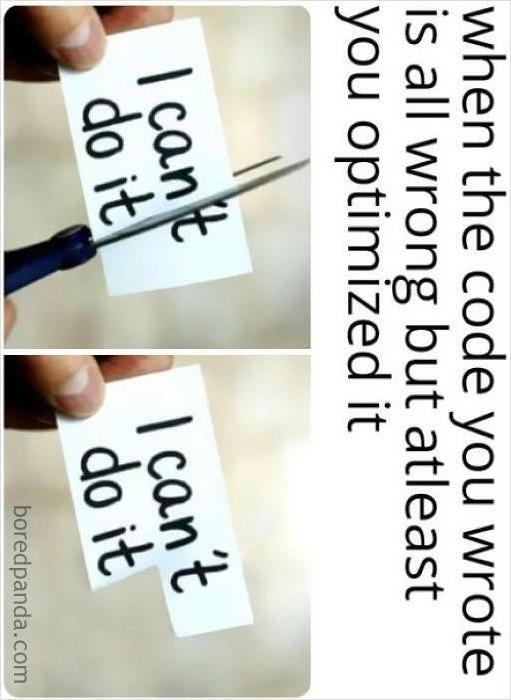 when the code you wrote
is all wrong but atleast
you optimized it
I can't
do it
I can't
do it
boredpanda.com